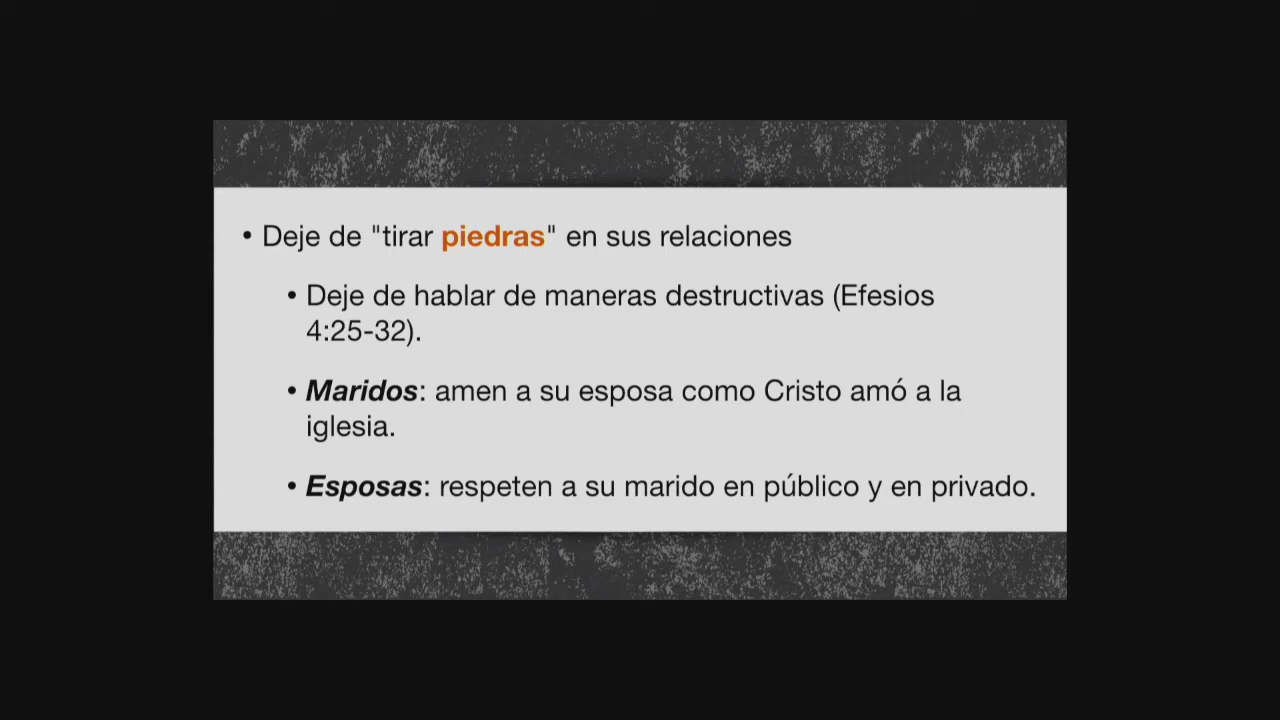 • Deje de "tirar piedras" en sus relaciones
• Deje de hablar de maneras destructivas (Efesios
4:25-32).
• Maridos: amen a su esposa como Cristo amó a la
iglesia.
• Esposas: respeten a su marido en público y en privado.